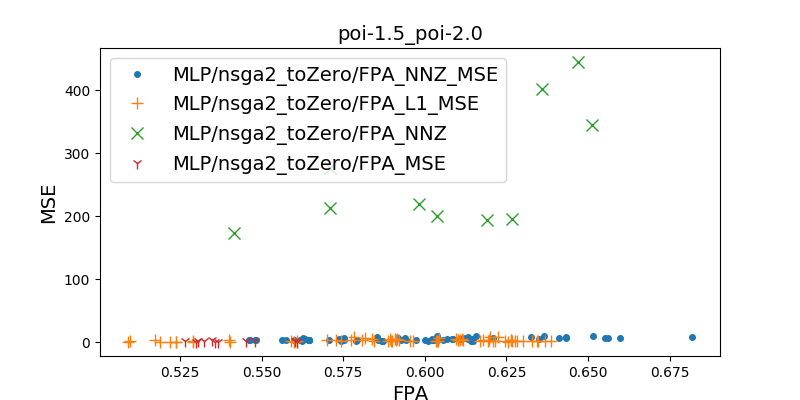 poi-1.5_poi-2.0
MLP/nsga2_toZero/FPA_NNZ_MSE
MLP/nsga2_toZero/FPA_L1_MSE
MLP/nsga2_toZero/FPA_NNZ
MLP/nsga2_toZero/FPA_MSE
MSE
400
300
200
100
0
0.525 0.550 0.575 0.600 0.625 0.650 0.675
FPA